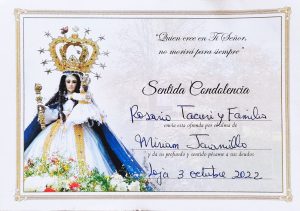 "Quien cree en Ti Señor,
no morirá para siempre"
Sentida Condolencia
Rosario Tacuri y Familia
envía esta ofrenda por el alma de
Miriam Jaramillo
y da su profundo y sentido pésame a sus deudos
Loja 3 octubre 2022